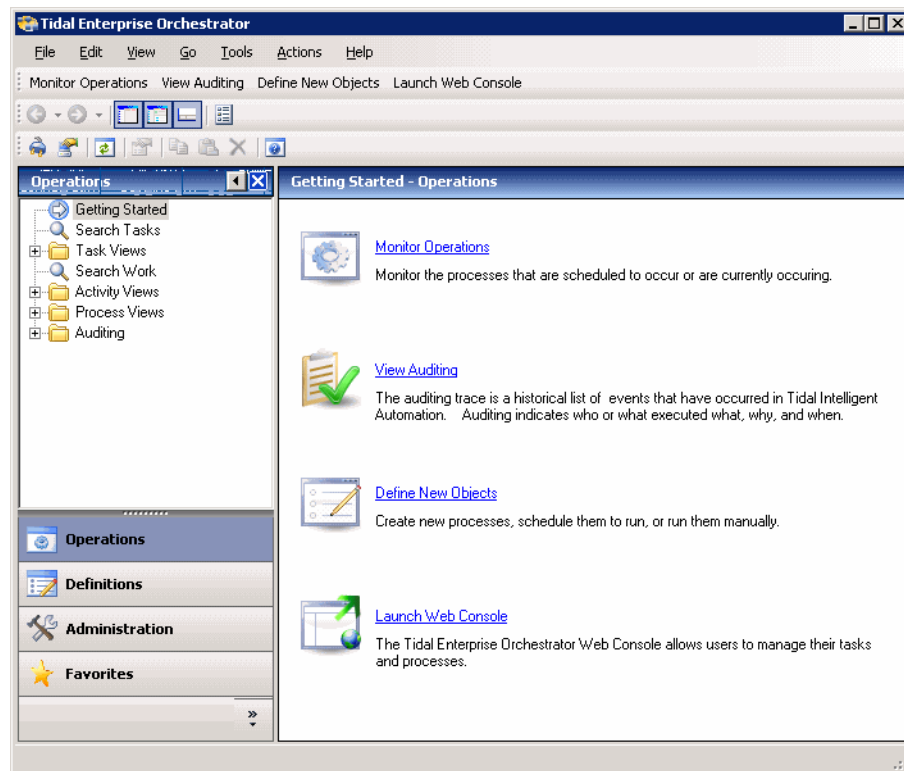 Tidal Enterprise Orchestrator
File Edit View Go Tools Actions Help
Monitor Operations View Auditing Define New Objects Launch Web Console
Operations
Getting Started
Search Tasks
Task Views
Search Work
Activity Views
Process Views
Auditing
Operations
Definitions
Administration
Favorites
Getting Started - Operations
Monitor Operations
Monitor the processes that are scheduled to occur or are currently occuring.
View Auditing
The auditing trace is a historical list of events that have occurred in Tidal Intelligent
Automation. Auditing indicates who or what executed what, why, and when.
Define New Objects
Create new processes, schedule them to run, or run them manually.
Launch Web Console
The Tidal Enterprise Orchestrator Web Console allows users to manage their tasks
and processes.